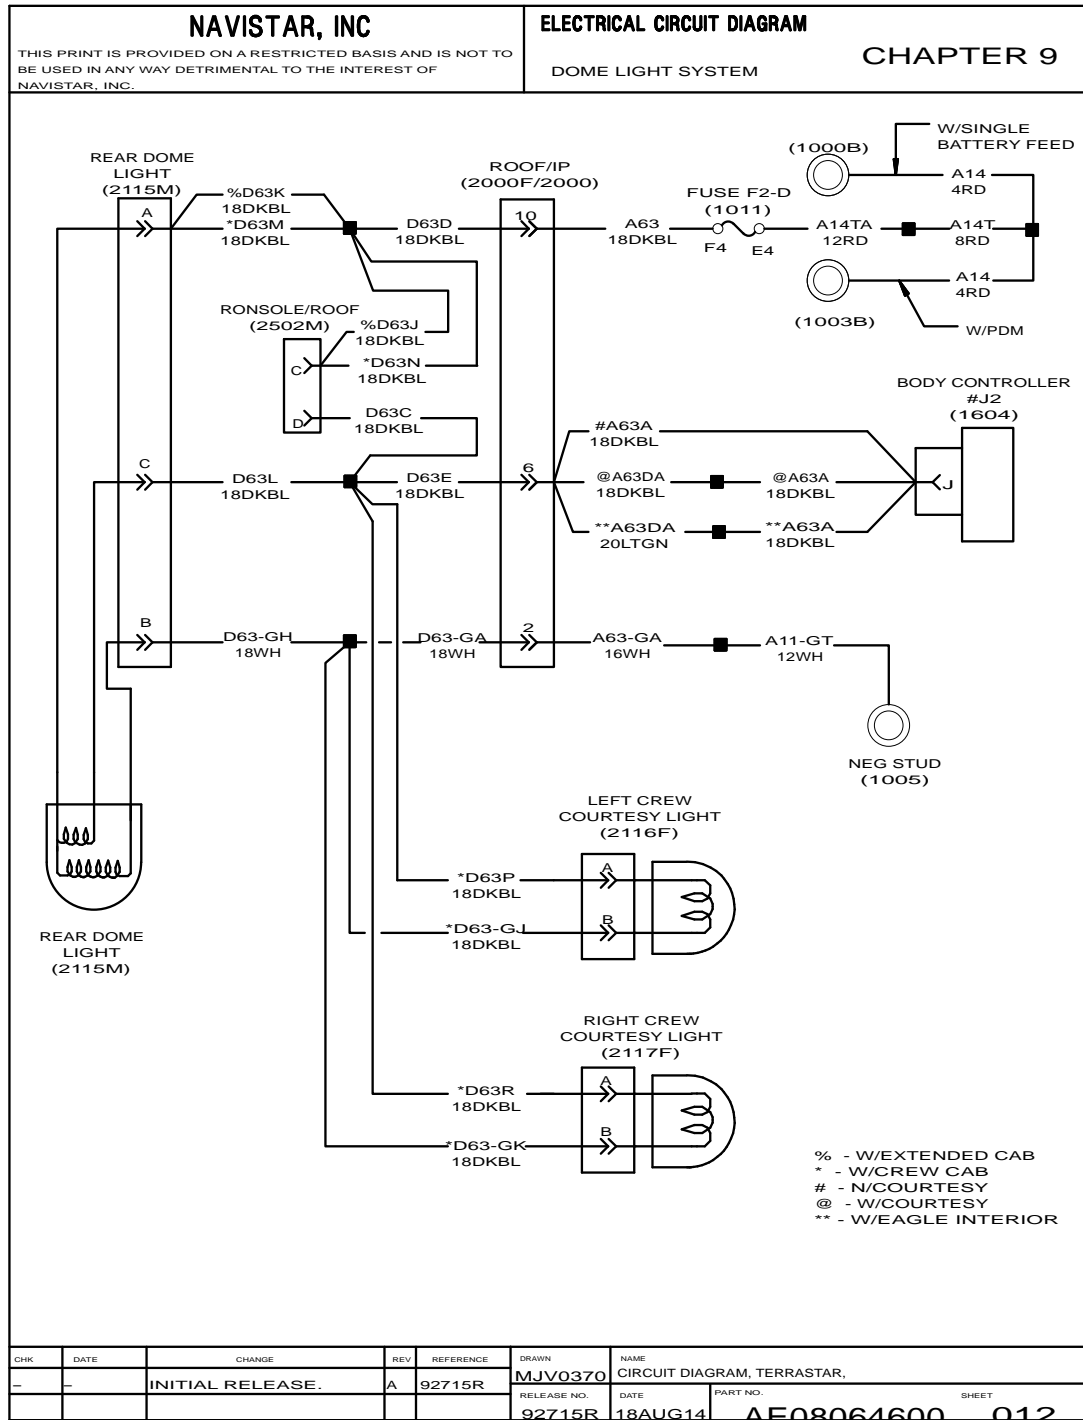 NAVISTAR, INC
THIS PRINT IS PROVIDED ON A RESTRICTED BASIS AND IS NOT TO
BE USED IN ANY WAY DETRIMENTAL TO THE INTEREST OF
NAVISTAR, INC.
ELECTRICAL CIRCUIT DIAGRAM
DOME LIGHT SYSTEM
CHAPTER 9
REAR DOME
LIGHT
(2115M)
A
%D63K
18DKBL
*D63M
18DKBL
D63D
18DKBL
ROOF/IP
(2000F/2000)
10
A63
18DKBL
FUSE F2-D
(1011)
F4
E4
A14TA
12RD
A14T
8RD
(1000B)
W/SINGLE
BATTERY FEED
A14
4RD
A14
4RD
(1003B)
W/PDM
RONSOLE/ROOF
(2502M)
C
D
%D63J
18DKBL
*D63N
18DKBL
D63C
18DKBL
BODY CONTROLLER
#J2
(1604)
J
C
D63L
18DKBL
D63E
18DKBL
6
#A63A
18DKBL
@A63DA
18DKBL
@A63A
18DKBL
**A63DA
20LTGN
**A63A
18DKBL
B
D63-GH
18WH
D63-GA
18WH
2
A63-GA
16WH
A11-GT
12WH
NEG STUD
(1005)
LEFT CREW
COURTESY LIGHT
(2116F)
A
*D63P
18DKBL
B
*D63-GJ
18DKBL
REAR DOME
LIGHT
(2115M)
RIGHT CREW
COURTESY LIGHT
(2117F)
A
*D63R
18DKBL
B
*D63-GK
18DKBL
% - W/EXTENDED CAB
* - W/CREW CAB
# - N/COURTESY
@ - W/COURTESY
** - W/EAGLE INTERIOR
CHK DATE CHANGE REV REFERENCE
- - INITIAL RELEASE. A 92715R
DRAWN
MJV0370
NAME
CIRCUIT DIAGRAM, TERRASTAR,
RELEASE NO.
92715R
DATE
18AUG14
PART NO.
AE08064600
SHEET
012